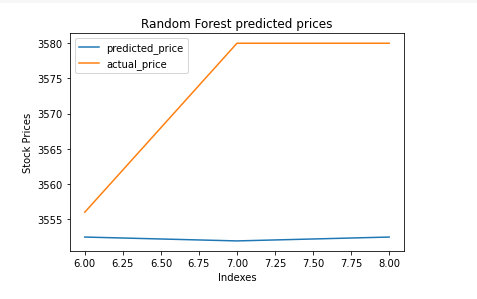 Random Forest predicted prices
predicted_price
actual_price
3580
3575
3570
3565
3560
3555
Stock Prices
6.00 6.25 6.50 6.75 7.00 7.25 7.50 7.75 8.00
Indexes